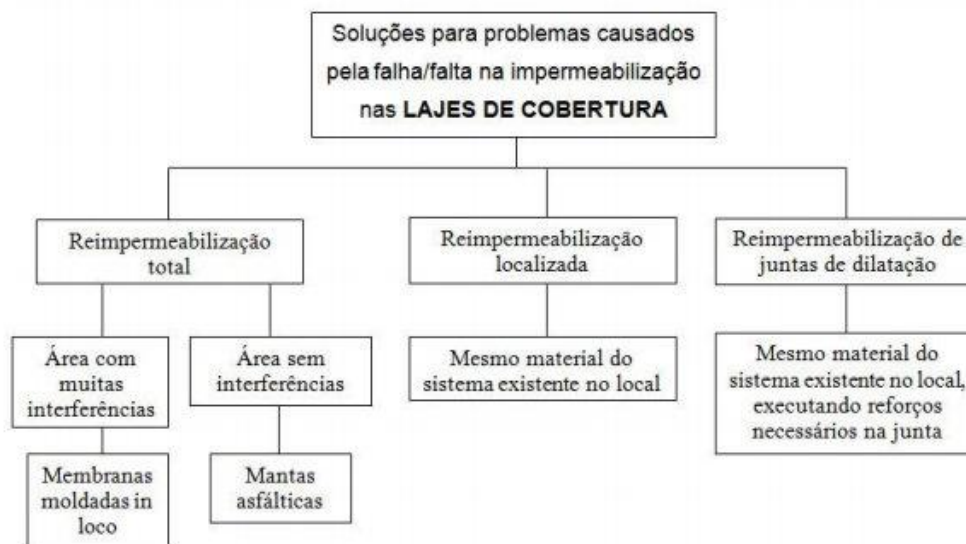 Soluções para problemas causados
pela falha/falta na impermeabilização
nas LAJES DE COBERTURA
Reimpermeabilização
total
Reimpermeabilização
localizada
Reimpermeabilização de
juntas de dilatação
Área com
muitas
interferências
Área sem
interferências
Mesmo material do
sistema existente no local
Mesmo material do
sistema existente no local,
executando reforços
necessários na junta
Membranas
moldadas in
loco
Mantas
asfálticas